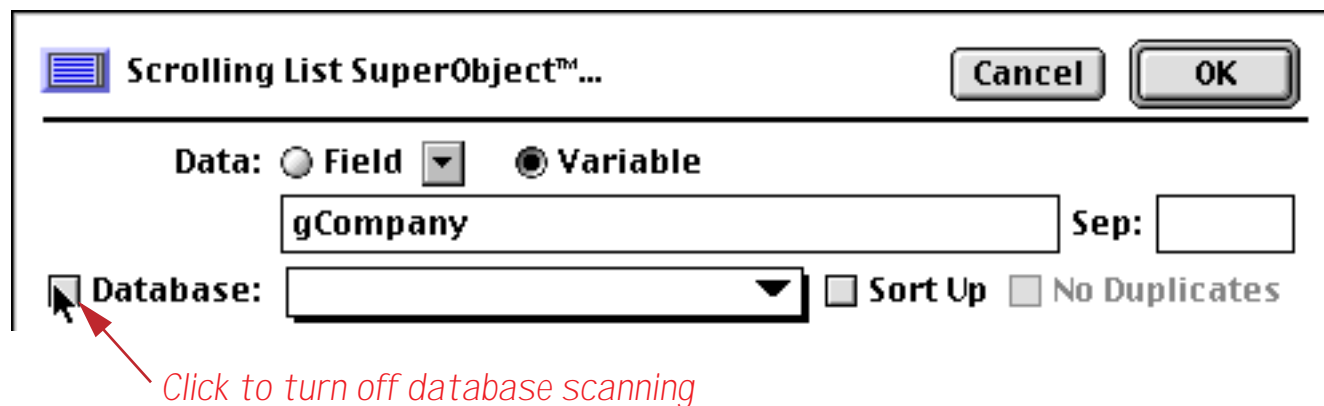 Scrolling List SuperObject™... Cancel OK
Data: Field Variable
gCompany Sep:
Database: Sort Up No Duplicates
Click to turn off database scanning